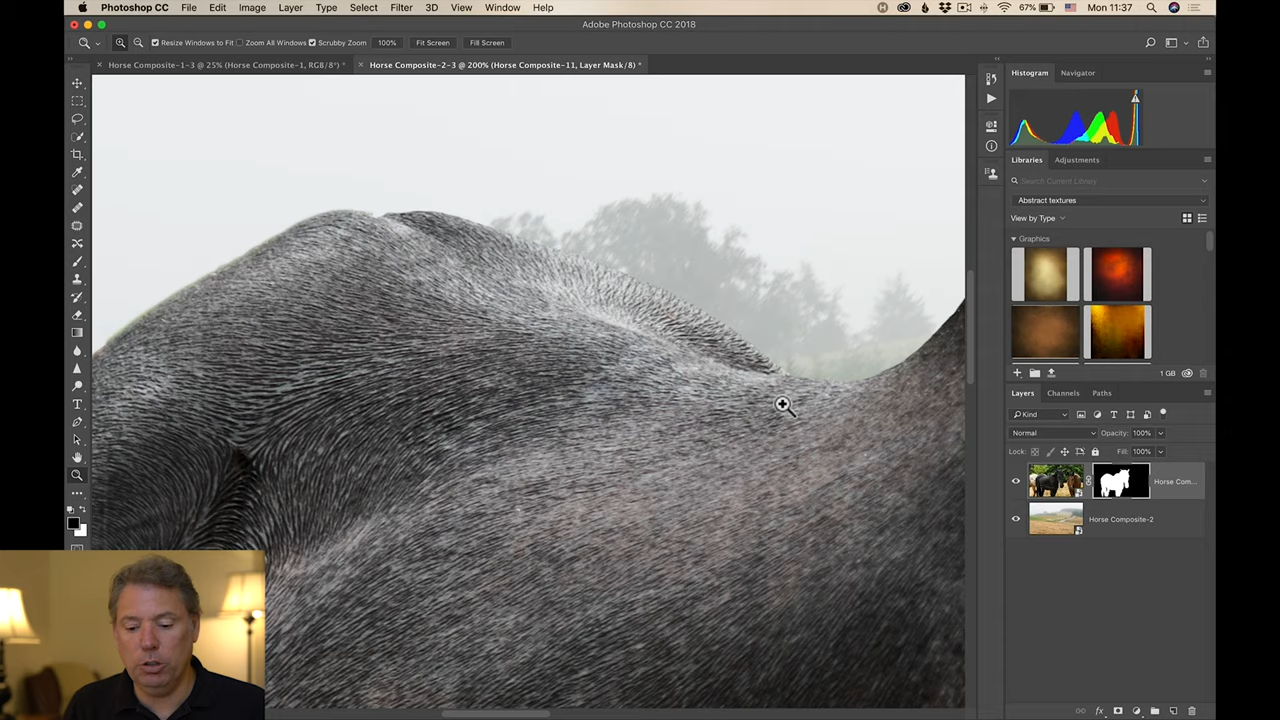 Photoshop CC File Edit Image Layer Type Select Filter 3D View Window Help 67% Mon 11:37
Adobe Photoshop CC 2018
Resize Windows to Fit Zoom All Windows Scrubby Zoom 100% Fit Screen Fill Screen
Horse Composite-1-3 @ 25% (Horse Composite-1, RGB/8*) * Horse Composite-2-3 @ 200% (Horse Composite-11, Layer Mask/8) *
Histogram Navigator
Libraries Adjustments
Search Current Library
Abstract textures
View by Type
Graphics
1 GB
Layers Channels Paths
Kind
Normal Opacity: 100%
Lock: Fill: 100%
Horse Com...
Horse Composite-2